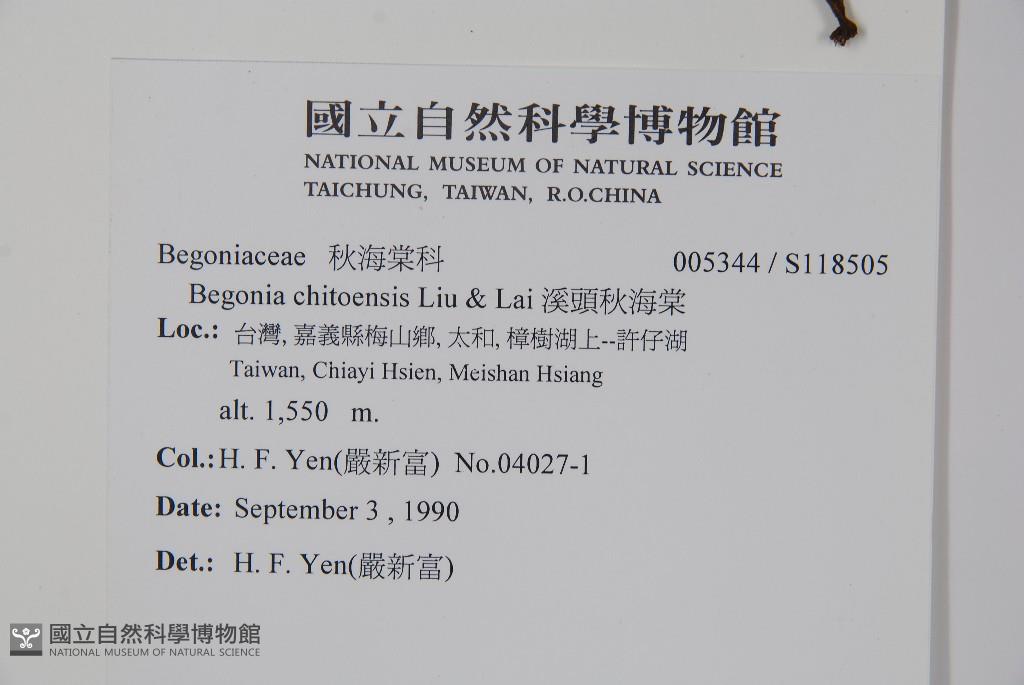 國立自然科學博物館
NATIONAL MUSEUM OF NATURAL SCIENCE
TAICHUNG, TAIWAN, R.O.CHINA
Begoniaceae 秋海棠科 005344 / S118505
Begonia chitoensis Liu & Lai 溪頭秋海棠
Loc.: 台灣, 嘉義縣梅山鄉, 太和, 樟樹湖上--許仔湖
Taiwan, Chiayi Hsien, Meishan Hsiang
alt. 1,550 m.
Col.: H. F. Yen(嚴新富) No.04027-1
Date: September 3 , 1990
Det.: H. F. Yen(嚴新富)
國立自然科學博物館
NATIONAL MUSEUM OF NATURAL SCIENCE